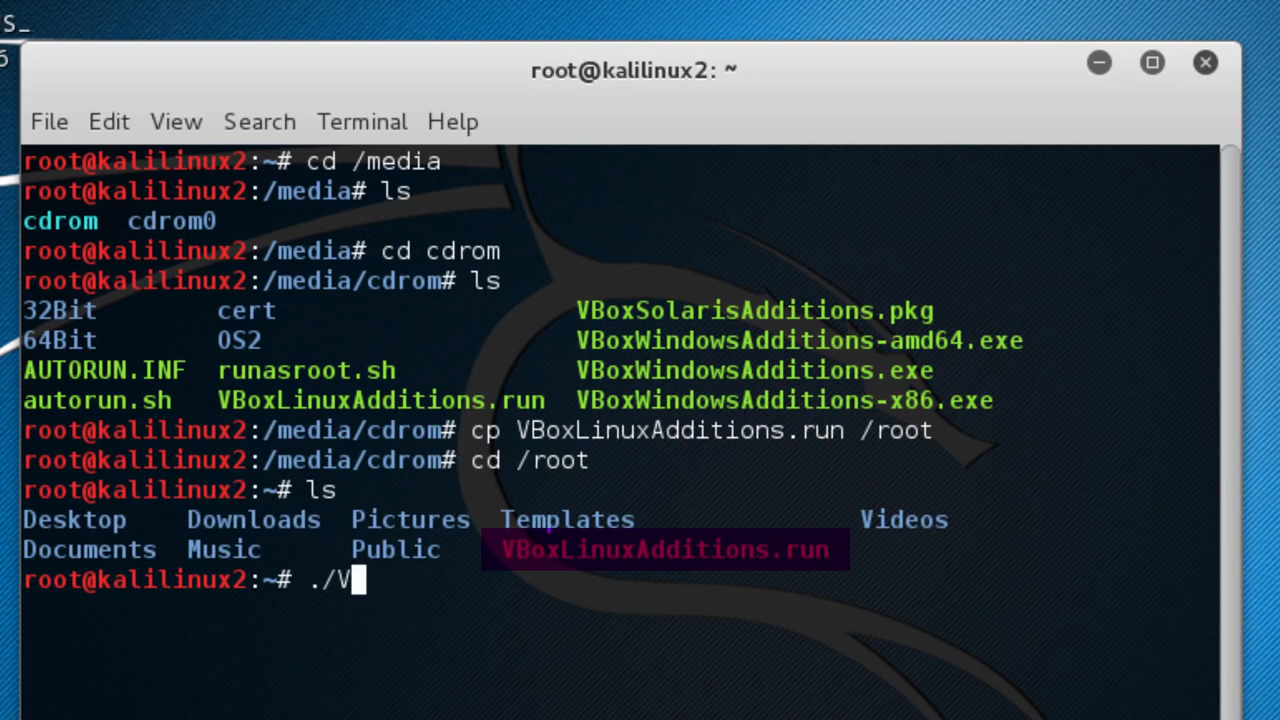 S_
6
root@kalilinux2: ~
File Edit View Search Terminal Help
root@kalilinux2:~# cd /media
root@kalilinux2:/media# ls
cdrom cdrom0
root@kalilinux2:/media# cd cdrom
root@kalilinux2:/media/cdrom# ls
32Bit cert VBoxSolarisAdditions.pkg
64Bit OS2 VBoxWindowsAdditions-amd64.exe
AUTORUN.INF runasroot.sh VBoxWindowsAdditions.exe
autorun.sh VBoxLinuxAdditions.run VBoxWindowsAdditions-x86.exe
root@kalilinux2:/media/cdrom# cp VBoxLinuxAdditions.run /root
root@kalilinux2:/media/cdrom# cd /root
root@kalilinux2:~# ls
Desktop Downloads Pictures Templates Videos
Documents Music Public VBoxLinuxAdditions.run
root@kalilinux2:~# ./V